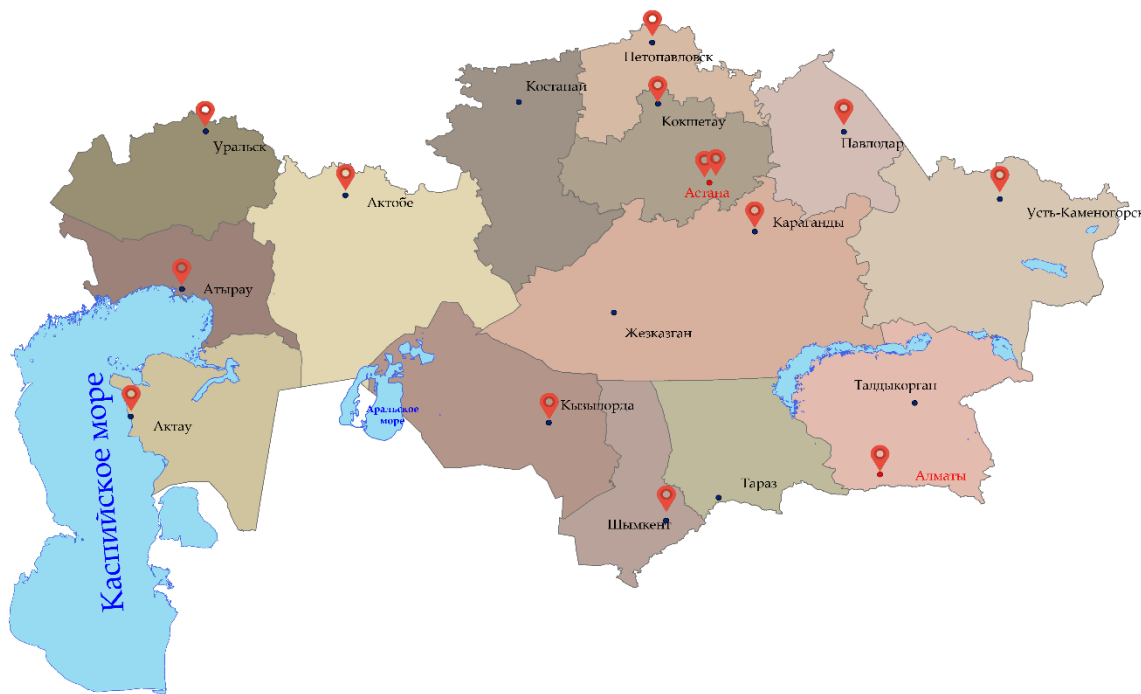 Петопавловск
Костанай
Кокшетау
Павлодар
Уральск
Астана
Актобе
Усть-Каменогорск
Караганды
Атырау
Жезказган
Талдыкорган
Каспийское море
Аральское
море
Кызылорда
Актау
Алматы
Тараз
Шымкент